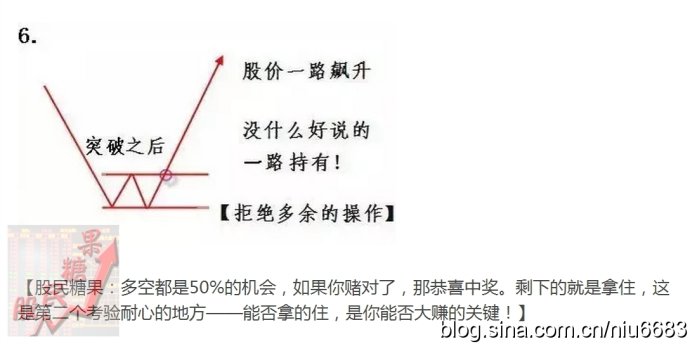 6.
股价一路飙升
突破之后
没什么好说的
一路持有!
【拒绝多余的操作】
股民糖果
【股民糖果:多空都是50%的机会,如果你赌对了,那恭喜中奖。剩下的就是拿住,这
是第二个考验耐心的地方——能否拿的住,是你能否大赚的关键!】
blog.sina.com.cn/niu6683